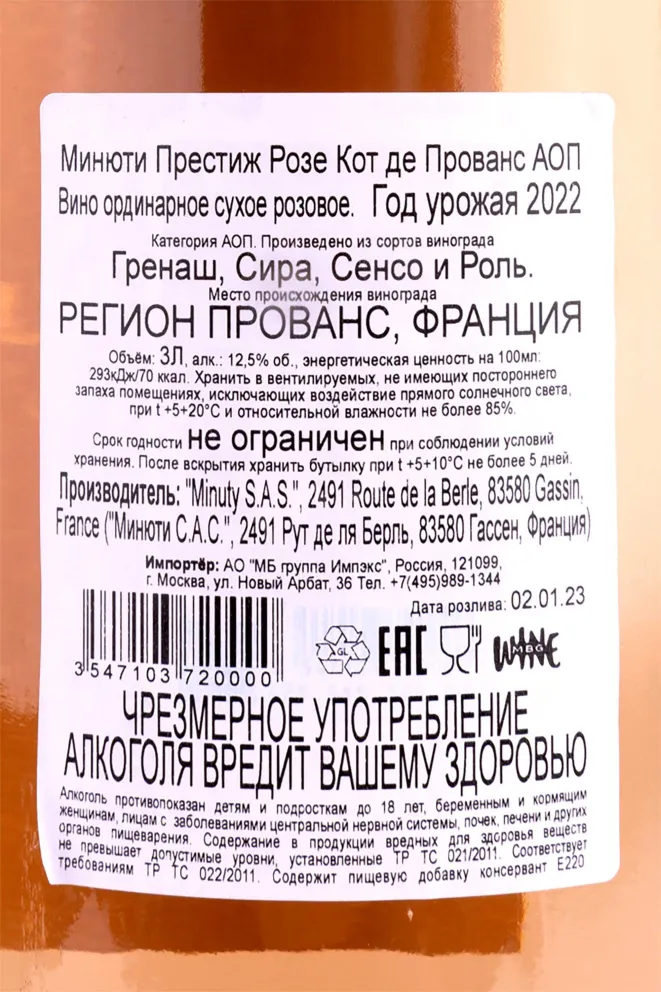 Минюти Престиж Розе Кот де Прованс АОП
Вино ординарное сухое розовое. Год урожая 2022
Категория АОП. Произведено из сортов винограда
Гренаш, Сира, Сенсо и Роль.
Место происхождения винограда
РЕГИОН ПРОВАНС, ФРАНЦИЯ
Объём: 3Л, алк.: 12,5% об., энергетическая ценность на 100мл:
293кДж/70 ккал. Хранить в вентилируемых, не имеющих постороннего
запаха помещениях, исключающих воздействие прямого солнечного света,
при t +5+20°C и относительной влажности не более 85%.
Срок годности не ограничен при соблюдении условий
хранения. После вскрытия хранить бутылку при t +5+10°C не более 5 дней.
Производитель: "Minuty S.A.S.", 2491 Route de la Berle, 83580 Gassin,
France ("Минюти С.А.С.", 2491 Рут де ля Берль, 83580 Гассен, Франция)
Импортёр: АО "МБ группа Импэкс", Россия, 121099,
г. Москва, ул. Новый Арбат, 36 Тел. +7(495)989-1344
Дата розлива: 02.01.23
3 547103 720000
GL
EAC
WINE
MBG
ЧРЕЗМЕРНОЕ УПОТРЕБЛЕНИЕ
АЛКОГОЛЯ ВРЕДИТ ВАШЕМУ ЗДОРОВЬЮ
Алкоголь противопоказан детям и подросткам до 18 лет, беременным и кормящим
женщинам, лицам с заболеваниями центральной нервной системы, почек, печени и других
органов пищеварения. Содержание в продукции вредных для здоровья веществ
не превышает допустимые уровни, установленные ТР ТС 021/2011. Соответствует
требованиям ТР ТС 022/2011. Содержит пищевую добавку консервант Е220